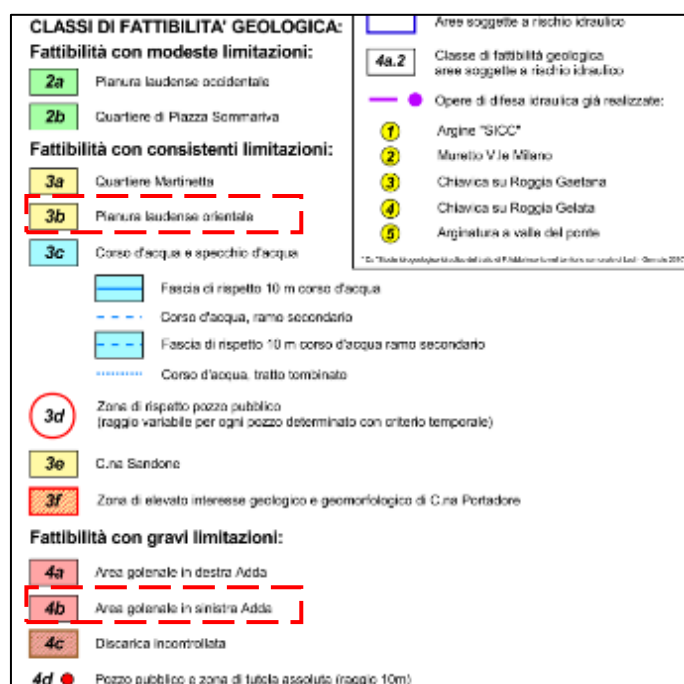 CLASSI DI FATTIBILITA' GEOLOGICA:
Fattibilità con modeste limitazioni:
2a Pianura laudense occidentale
2b Quartiere di Piazza Sommariva
Fattibilità con consistenti limitazioni:
3a Quartiere Martinetta
3b Pianura laudense orientale
3c Corso d'acqua e specchio d'acqua
Fascia di rispetto 10 m corso d'acqua
Corso d'acqua, ramo secondario
Fascia di rispetto 10 m corso d'acqua ramo secondario
Corso d'acqua, tratto tombinato
3d Zona di rispetto pozzo pubblico
(raggio variabile per ogni pozzo determinato con criterio temporale)
3e C.na Sandone
3f Zona di elevato interesse geologico e geomorfologico di C.na Portadore
Fattibilità con gravi limitazioni:
4a Area golenale in destra Adda
4b Area golenale in sinistra Adda
4c Discarica incontrollata
4d Pozzo pubblico e zona di tutela assoluta (raggio 10m)
Aree soggette a rischio idraulico
4a.2 Classe di fattibilità geologica
aree soggette a rischio idraulico
Opere di difesa idraulica già realizzate:
1 Argine "SICC"
2 Muretto V.le Milano
3 Chiavica su Roggia Gaetana
4 Chiavica su Roggia Gelata
5 Arginatura a valle del ponte